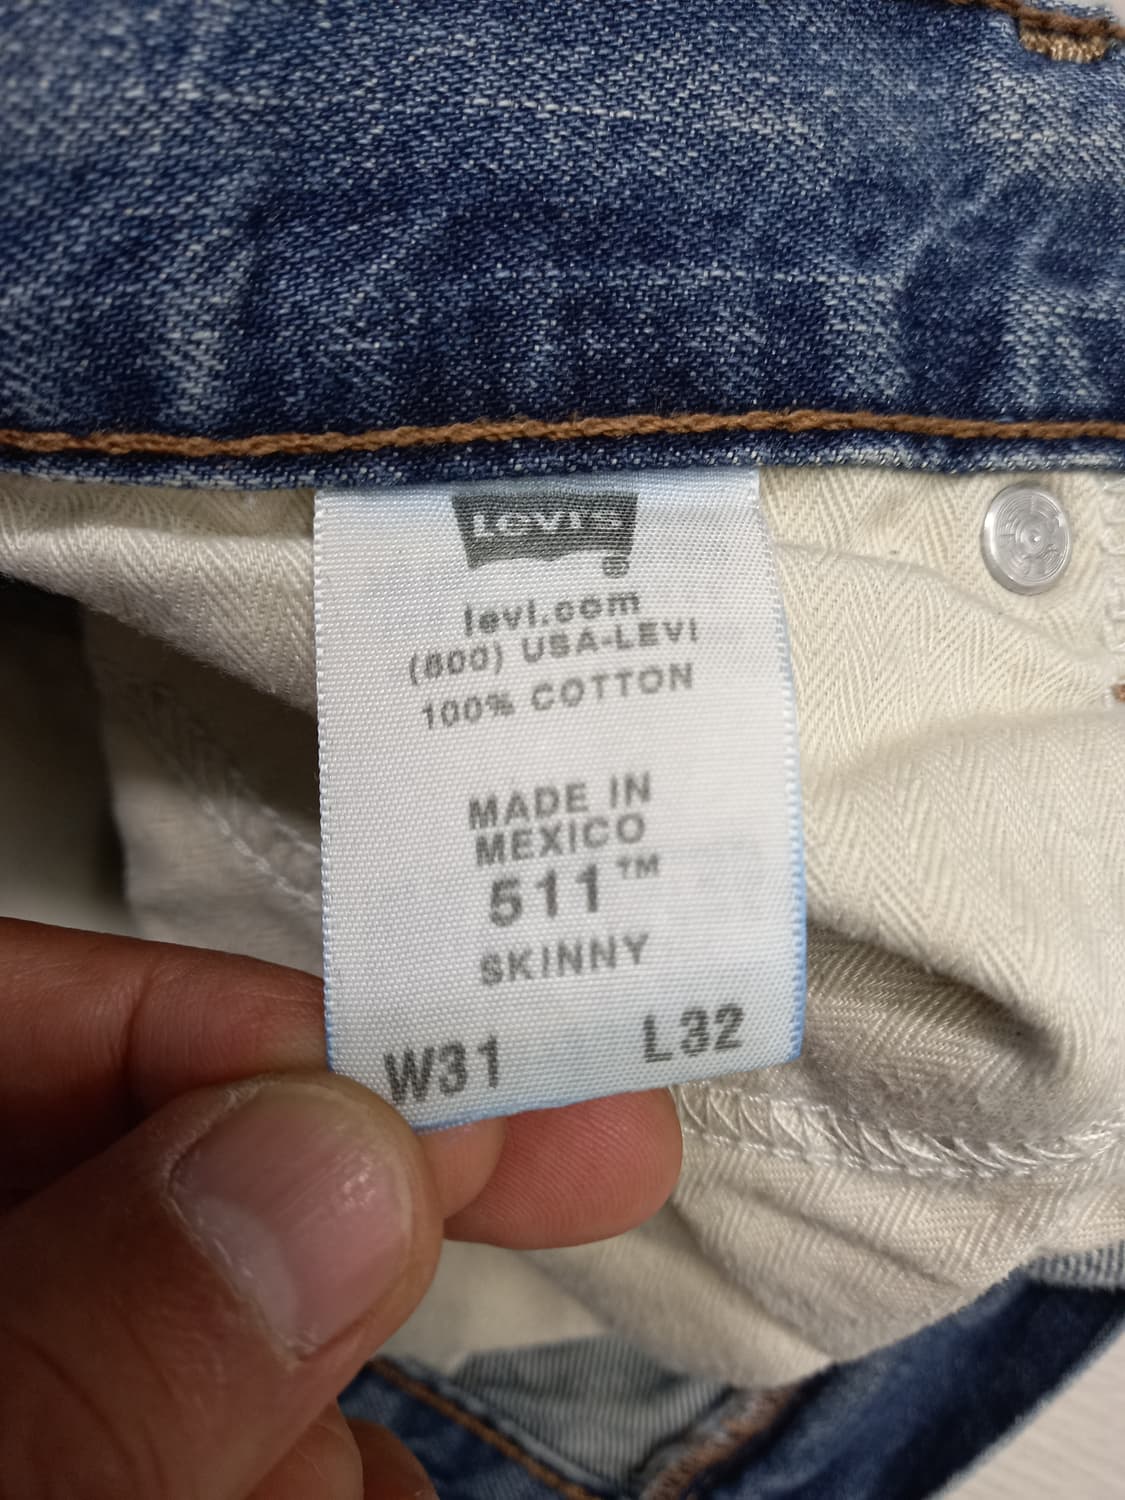 LEVI'S
®
levi.com
(800) USA-LEVI
100% COTTON
MADE IN
MEXICO
511™
SKINNY
W31 L32